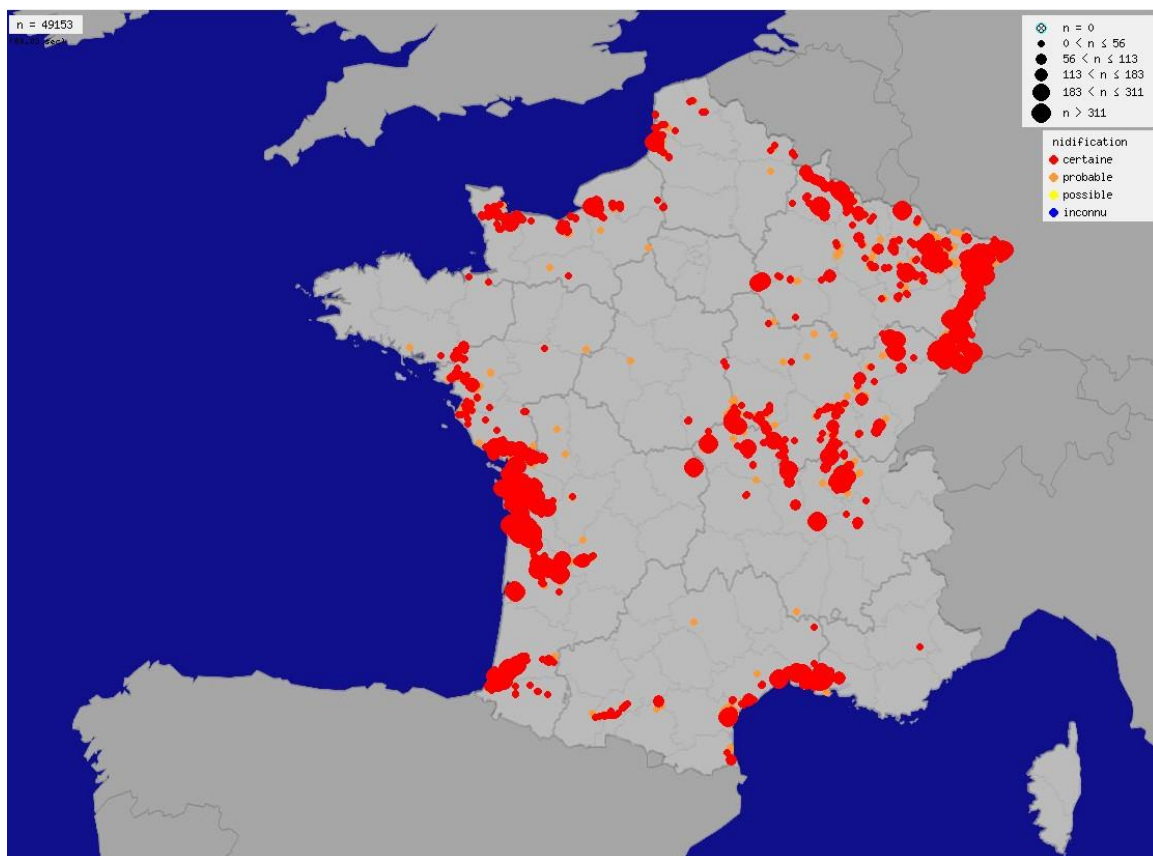 n = 49153
n = 0
0 < n ≤ 56
56 < n ≤ 113
113 < n ≤ 183
183 < n ≤ 311
n > 311
nidification
certaine
probable
possible
inconnu